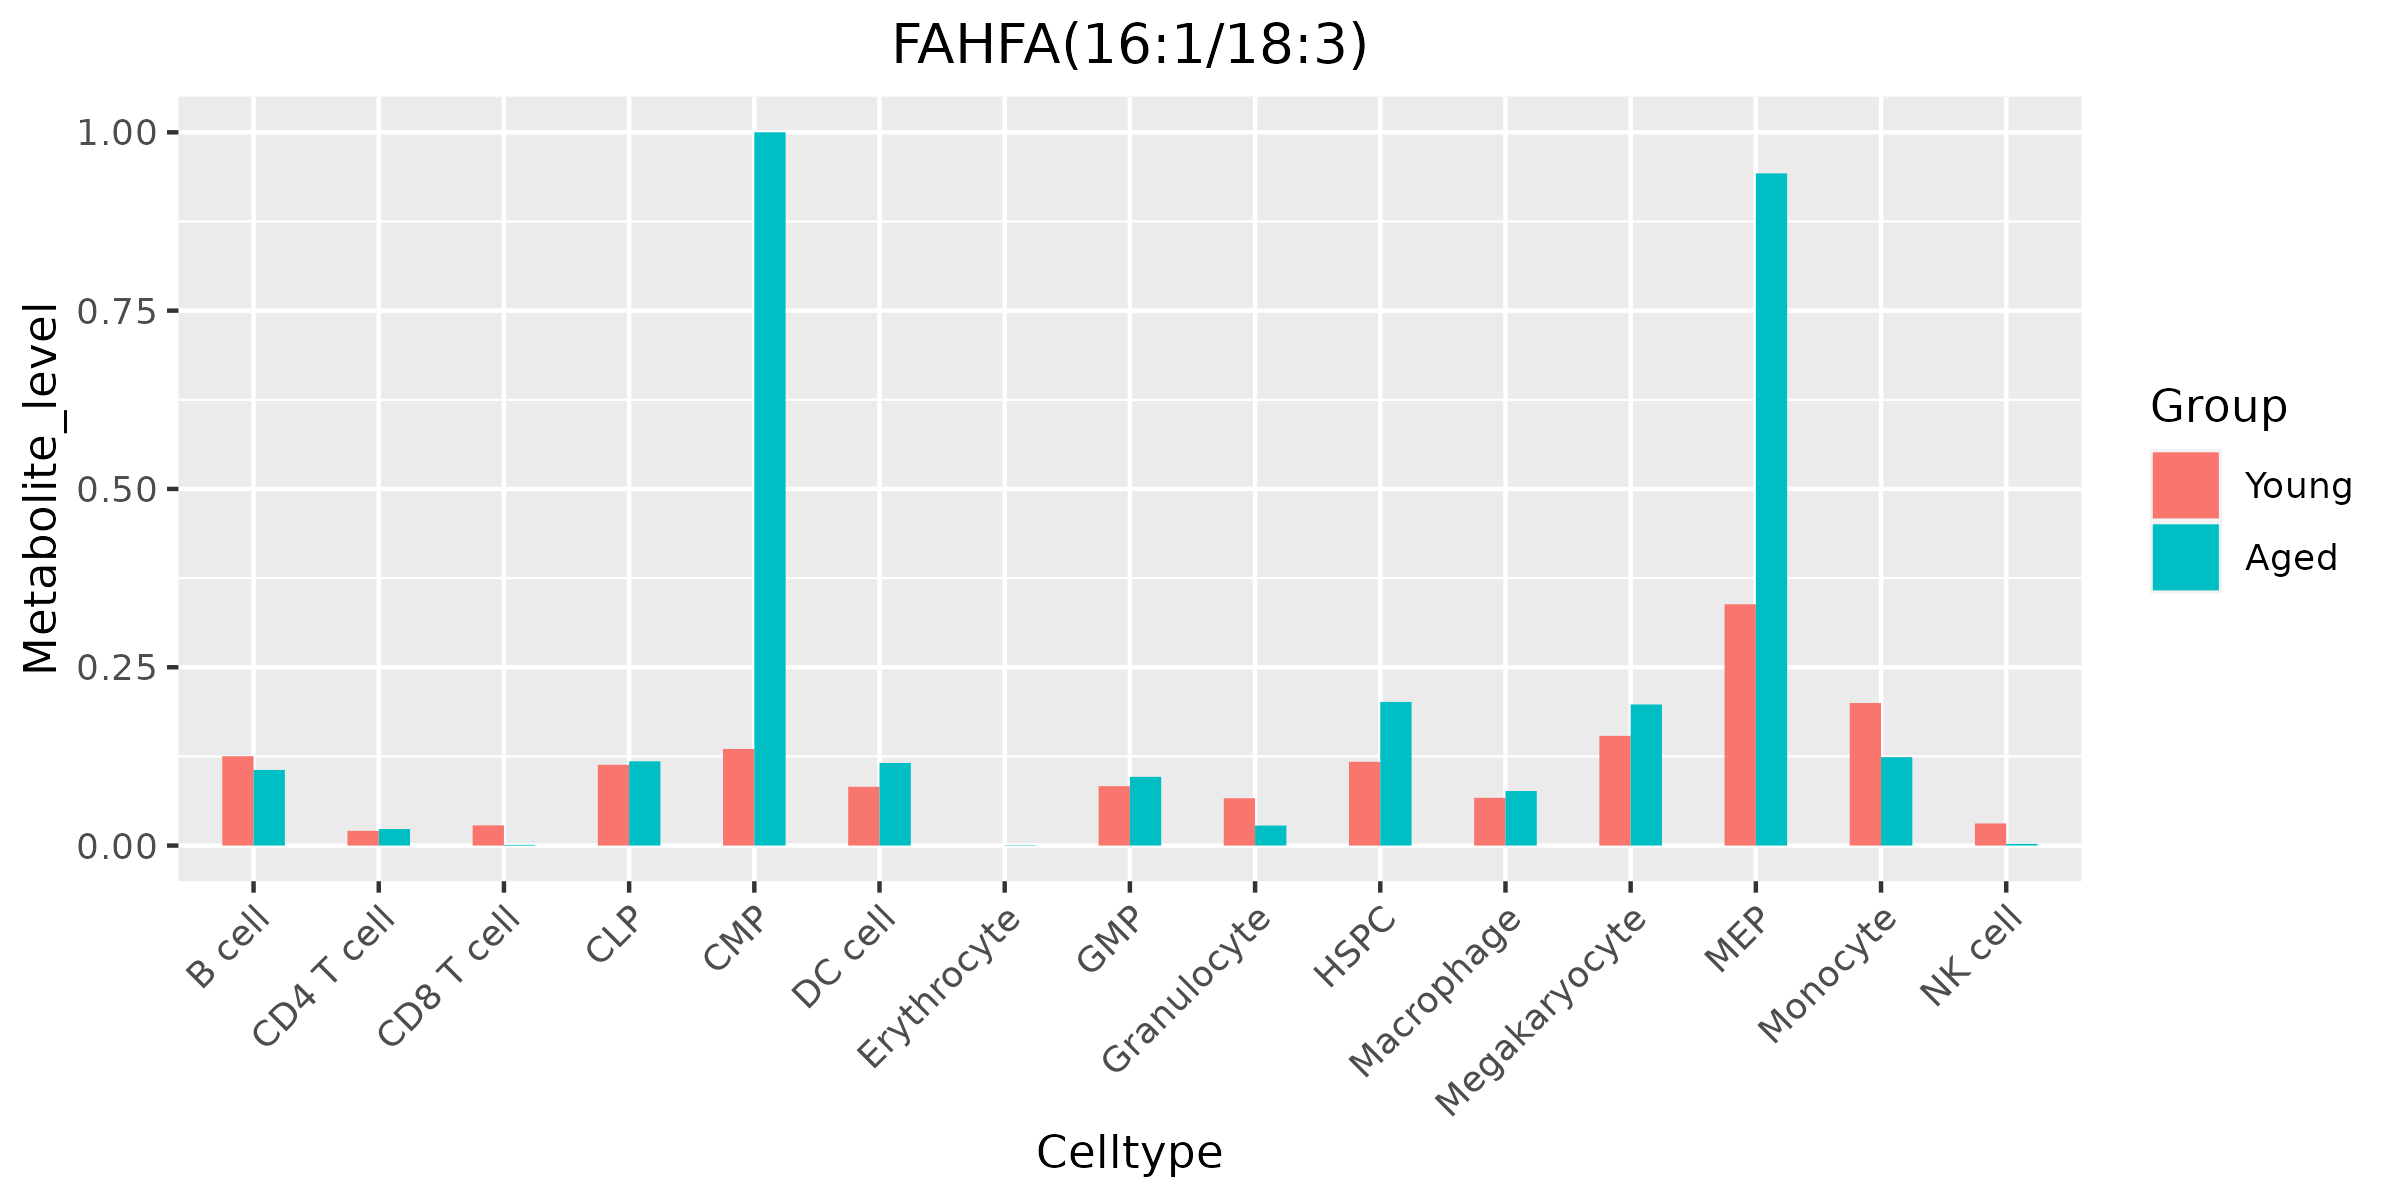 FAHFA(16:1/18:3)
Metabolite_level
1.00
0.75
0.50
0.25
0.00
B cell
CD4 T cell
CD8 T cell
CLP
CMP
DC cell
Erythrocyte
GMP
Granulocyte
HSPC
Macrophage
Megakaryocyte
MEP
Monocyte
NK cell
Celltype
Group
Young
Aged